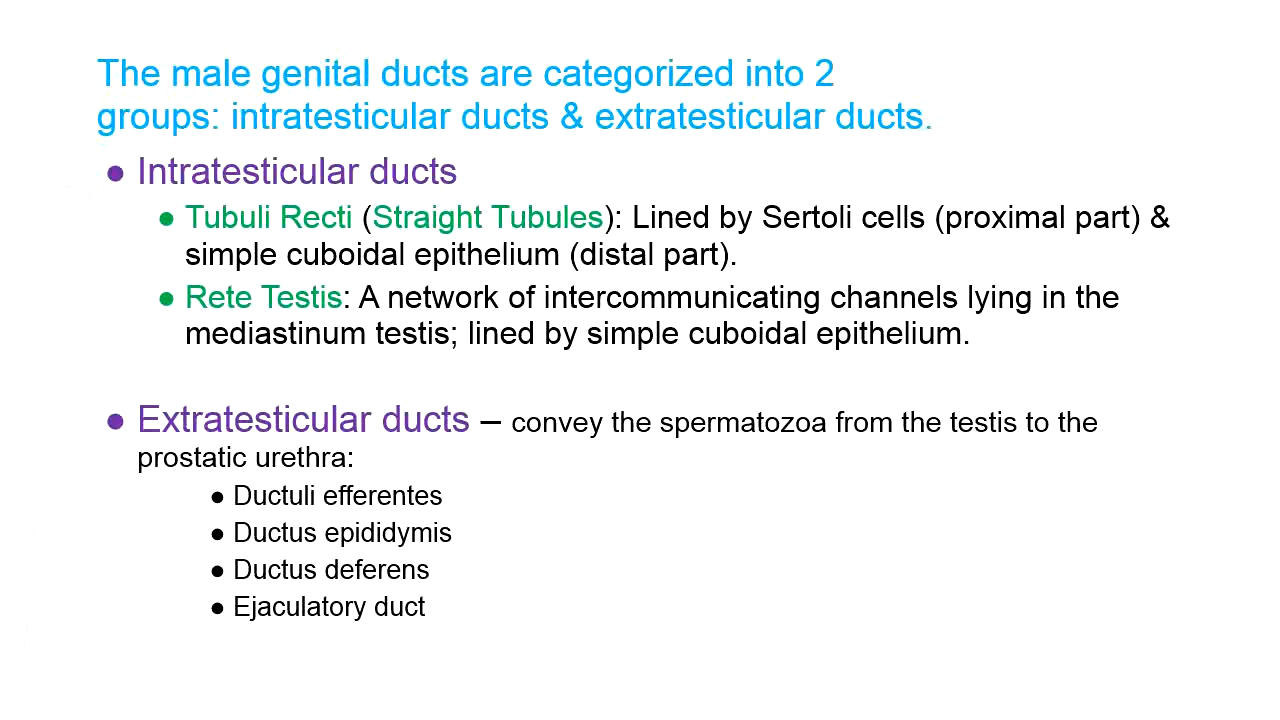 The male genital ducts are categorized into 2
groups: intratesticular ducts & extratesticular ducts.
● Intratesticular ducts
● Tubuli Recti (Straight Tubules): Lined by Sertoli cells (proximal part) &
simple cuboidal epithelium (distal part).
● Rete Testis: A network of intercommunicating channels lying in the
mediastinum testis; lined by simple cuboidal epithelium.
● Extratesticular ducts – convey the spermatozoa from the testis to the
prostatic urethra:
● Ductuli efferentes
● Ductus epididymis
● Ductus deferens
● Ejaculatory duct